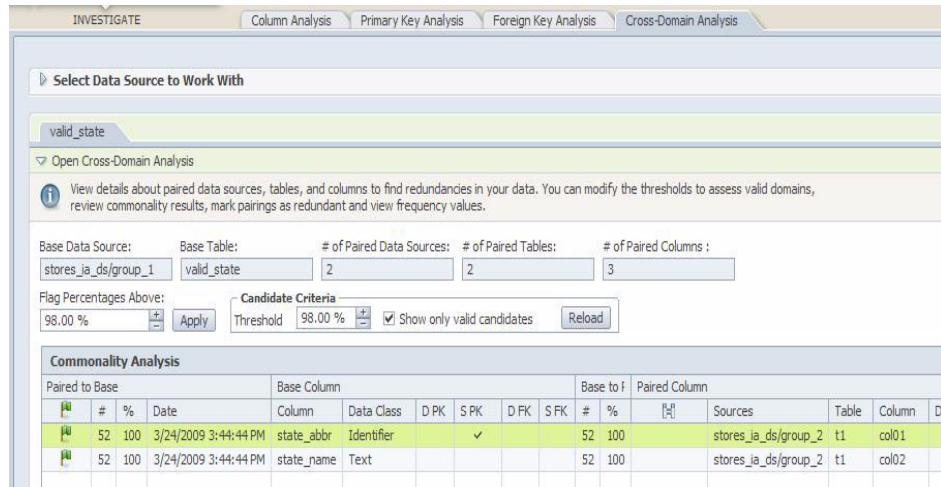 INVESTIGATE Column Analysis Primary Key Analysis Foreign Key Analysis Cross-Domain Analysis
Select Data Source to Work With
valid_state
Open Cross-Domain Analysis
View details about paired data sources, tables, and columns to find redundancies in your data. You can modify the thresholds to assess valid domains,
review commonality results, mark pairings as redundant and view frequency values.
Base Data Source: Base Table: # of Paired Data Sources: # of Paired Tables: # of Paired Columns :
stores_ia_ds/group_1 valid_state 2 2 3
Flag Percentages Above: Candidate Criteria
98.00 % Apply Threshold 98.00 % Show only valid candidates Reload
Commonality Analysis
Paired to Base Base Column Base to F Paired Column
# % Date Column Data Class D PK S PK D FK S FK # % Sources Table Column D
52 100 3/24/2009 3:44:44 PM state_abbr Identifier ✓ 52 100 stores_ia_ds/group_2 t1 col01
52 100 3/24/2009 3:44:44 PM state_name Text 52 100 stores_ia_ds/group_2 t1 col02